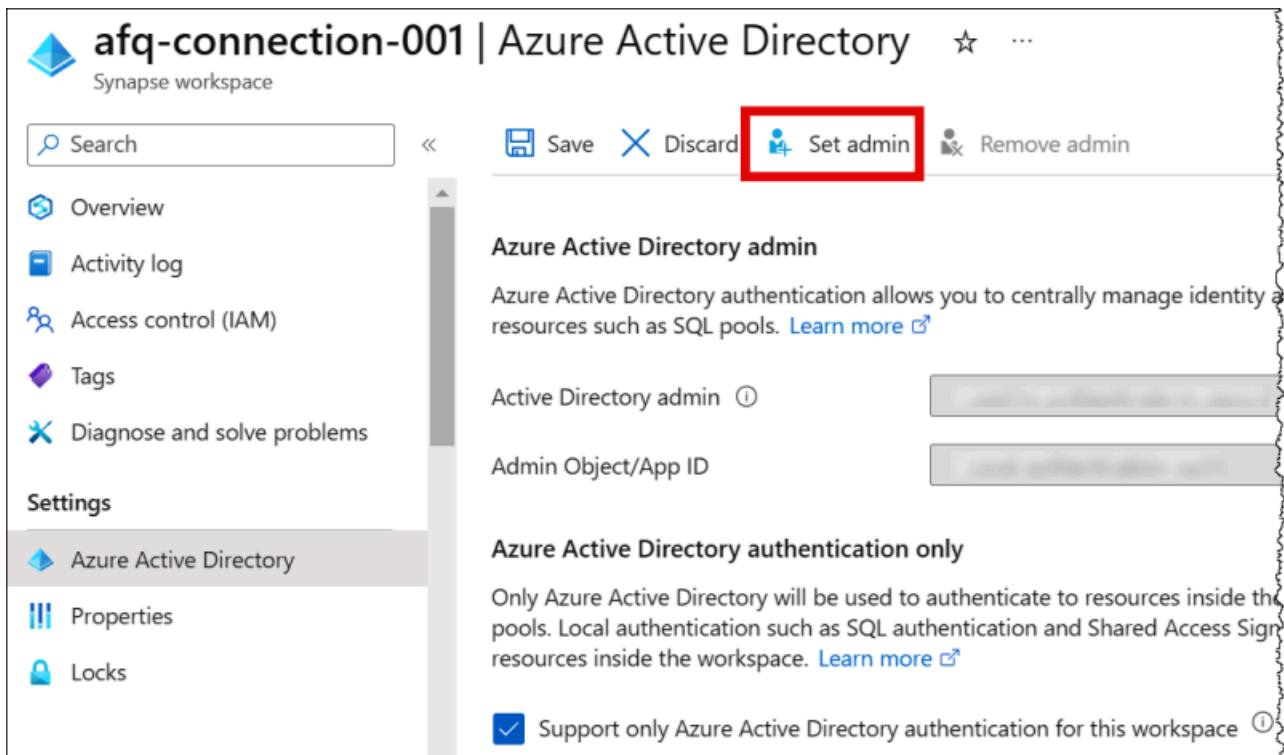 afq-connection-001 | Azure Active Directory
Synapse workspace
Search
Save
Discard
Set admin
Remove admin
Overview
Activity log
Access control (IAM)
Tags
Diagnose and solve problems
Settings
Azure Active Directory
Properties
Locks
Azure Active Directory admin
Azure Active Directory authentication allows you to centrally manage identity
resources such as SQL pools. Learn more
Active Directory admin
Admin Object/App ID
Azure Active Directory authentication only
Only Azure Active Directory will be used to authenticate to resources inside the
pools. Local authentication such as SQL authentication and Shared Access Sign
resources inside the workspace. Learn more
Support only Azure Active Directory authentication for this workspace